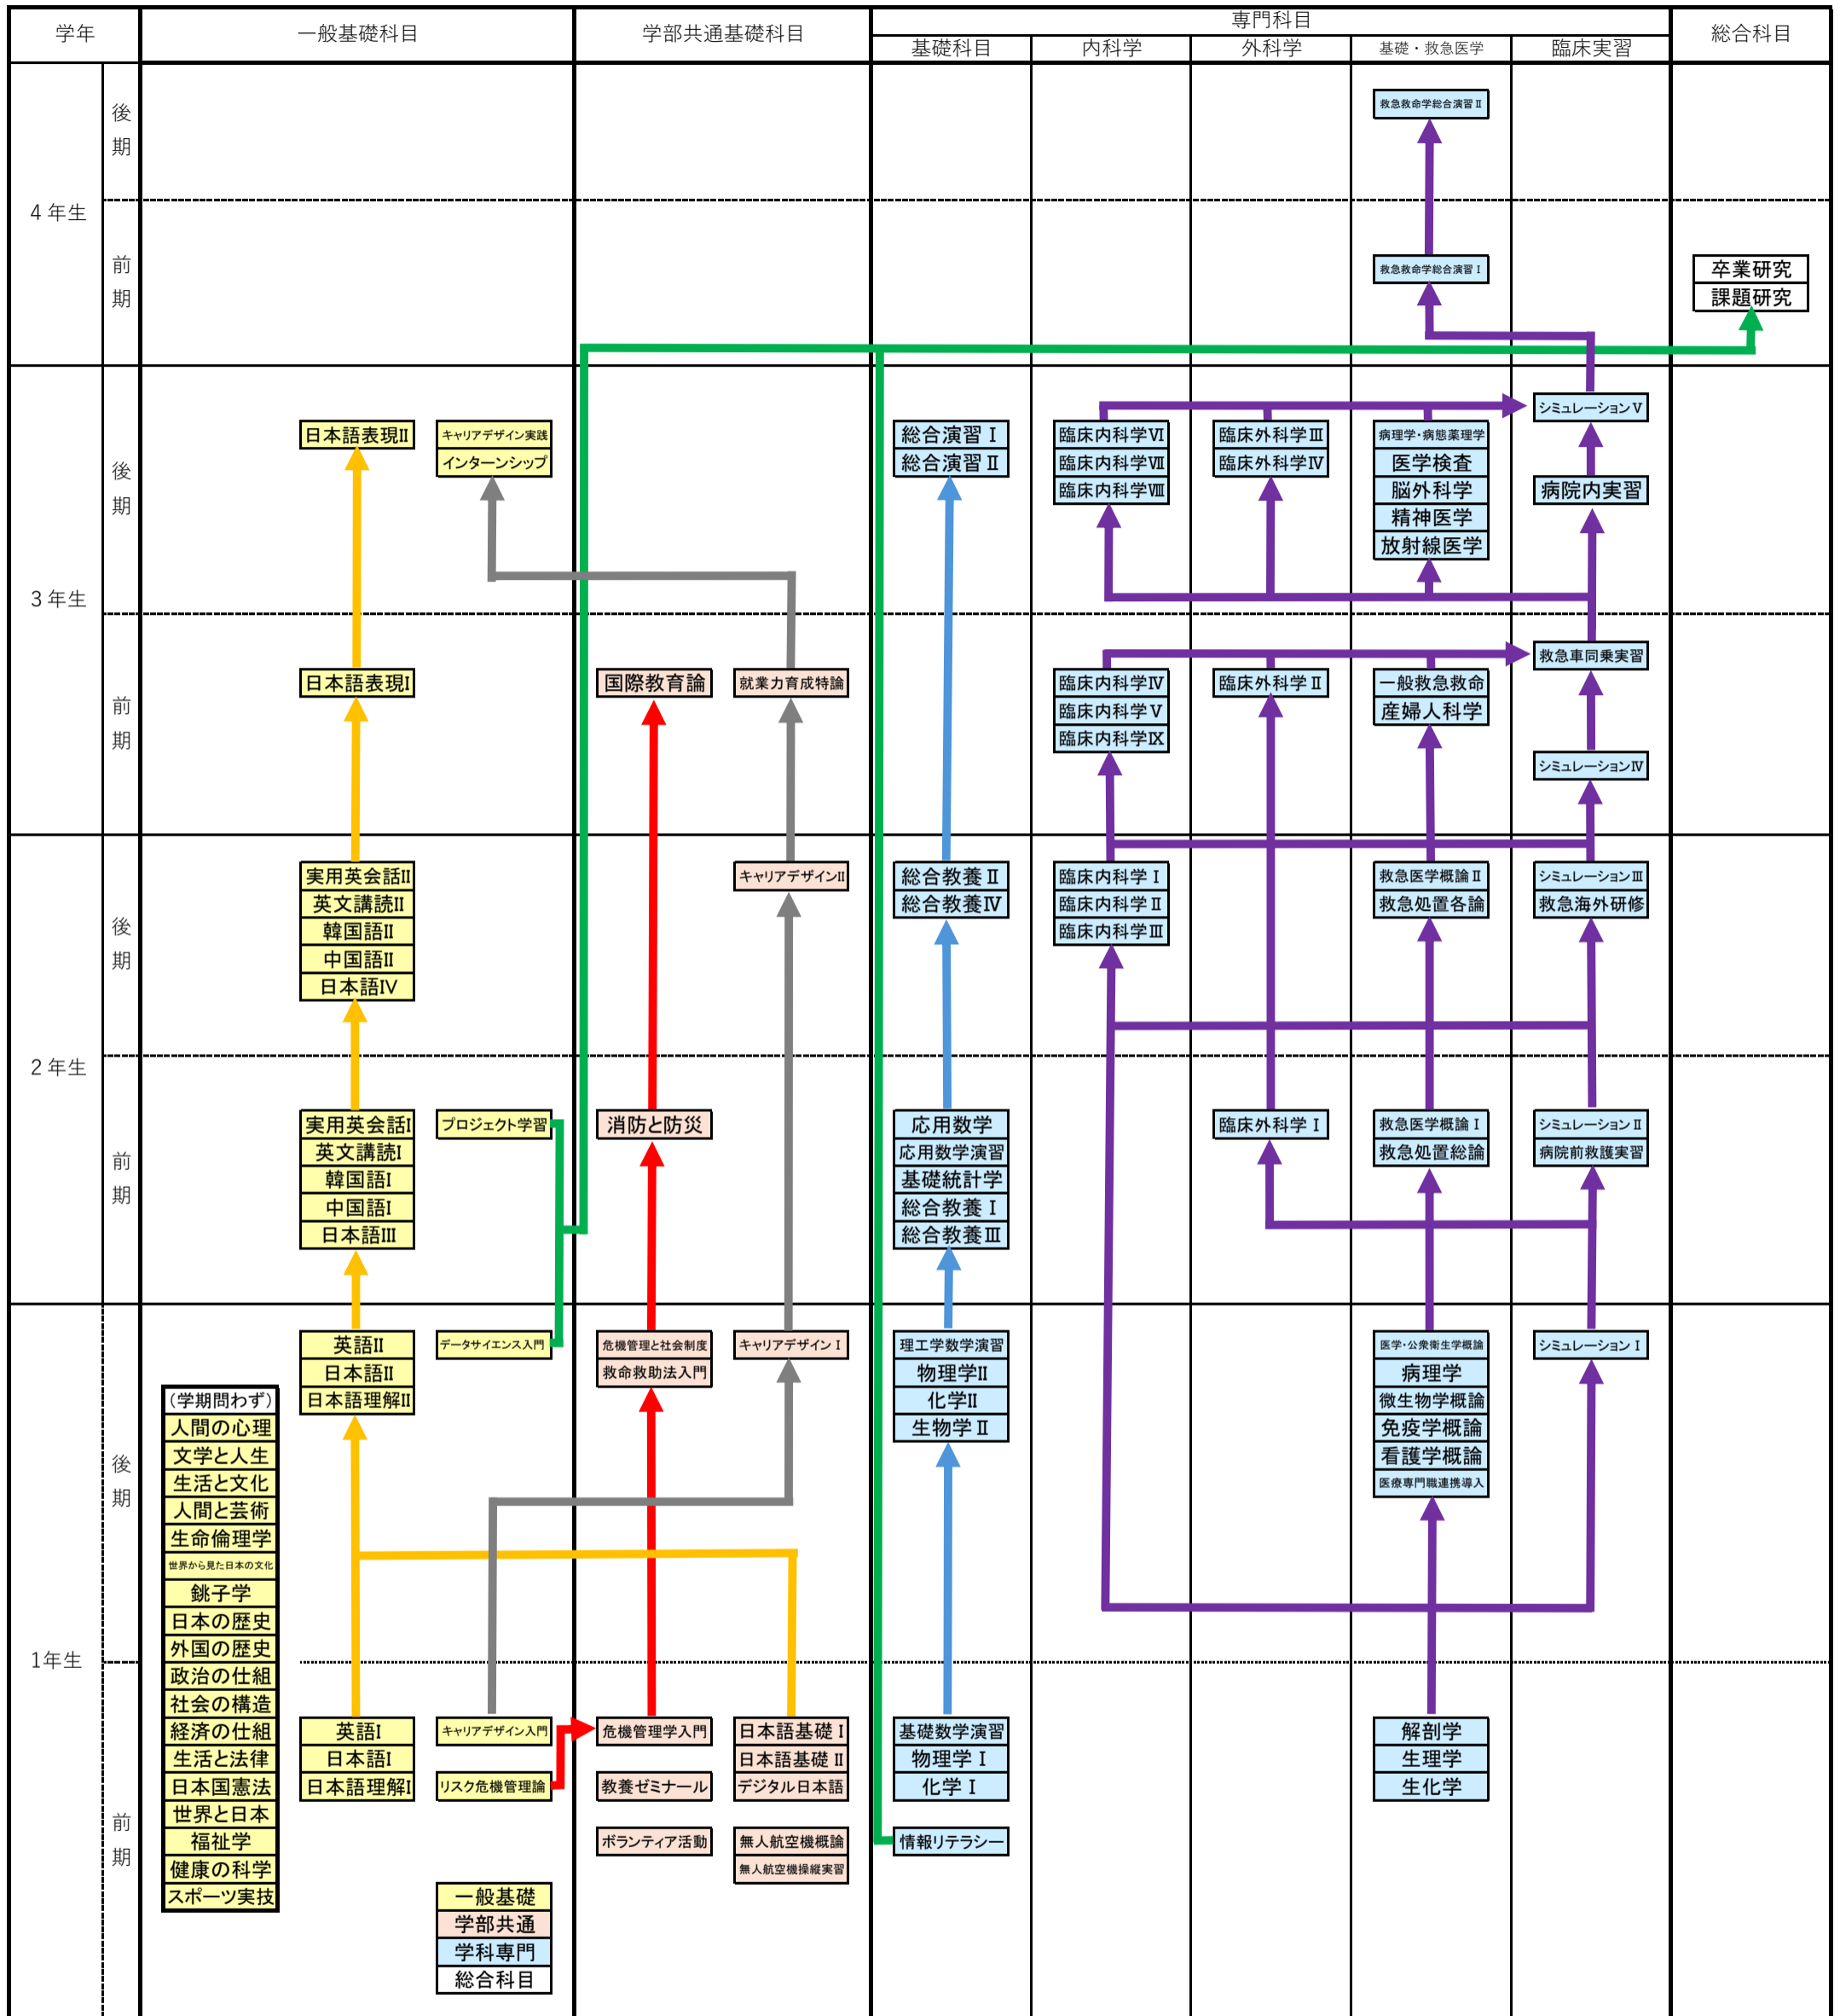 学年
一般基礎科目
学部共通基礎科目
専門科目
総合科目
基礎科目
内科学
外科学
基礎・救急医学
臨床実習
4年生
後期
救急救命学総合演習Ⅱ
前期
救急救命学総合演習Ⅰ
卒業研究
課題研究
3年生
後期
日本語表現II
キャリアデザイン実践
インターンシップ
総合演習Ⅰ
総合演習Ⅱ
臨床内科学Ⅵ
臨床内科学Ⅶ
臨床内科学Ⅷ
臨床外科学Ⅲ
臨床外科学Ⅳ
病理学・病態薬理学
医学検査
脳外科学
精神医学
放射線医学
シミュレーションⅤ
病院内実習
前期
日本語表現I
国際教育論
就業力育成特論
臨床内科学Ⅳ
臨床内科学Ⅴ
臨床内科学Ⅸ
臨床外科学Ⅱ
一般救急救命
産婦人科学
救急車同乗実習
シミュレーションⅣ
2年生
後期
実用英会話II
英文講読II
韓国語II
中国語II
日本語IV
キャリアデザインII
総合教養Ⅱ
総合教養Ⅳ
臨床内科学Ⅰ
臨床内科学Ⅱ
臨床内科学Ⅲ
救急医学概論Ⅱ
救急処置各論
シミュレーションⅢ
救急海外研修
前期
実用英会話I
英文講読I
韓国語I
中国語I
日本語III
プロジェクト学習
消防と防災
応用数学
応用数学演習
基礎統計学
総合教養Ⅰ
総合教養Ⅲ
臨床外科学Ⅰ
救急医学概論Ⅰ
救急処置総論
シミュレーションⅡ
病院前救護実習
1年生
後期
英語II
日本語II
日本語理解II
データサイエンス入門
危機管理と社会制度
救命救助法入門
キャリアデザインⅠ
理工学数学演習
物理学II
化学II
生物学Ⅱ
医学・公衆衛生学概論
病理学
微生物学概論
免疫学概論
看護学概論
医療専門職連携導入
シミュレーションⅠ
(学期問わず)
人間の心理
文学と人生
生活と文化
人間と芸術
生命倫理学
世界から見た日本の文化
銚子学
日本の歴史
外国の歴史
政治の仕組
社会の構造
経済の仕組
生活と法律
日本国憲法
世界と日本
福祉学
健康の科学
スポーツ実技
前期
英語I
日本語I
日本語理解I
キャリアデザイン入門
リスク危機管理論
危機管理学入門
教養ゼミナール
ボランティア活動
日本語基礎Ⅰ
日本語基礎Ⅱ
デジタル日本語
無人航空機概論
無人航空機操縦実習
基礎数学演習
物理学Ⅰ
化学Ⅰ
情報リテラシー
解剖学
生理学
生化学
一般基礎
学部共通
学科専門
総合科目